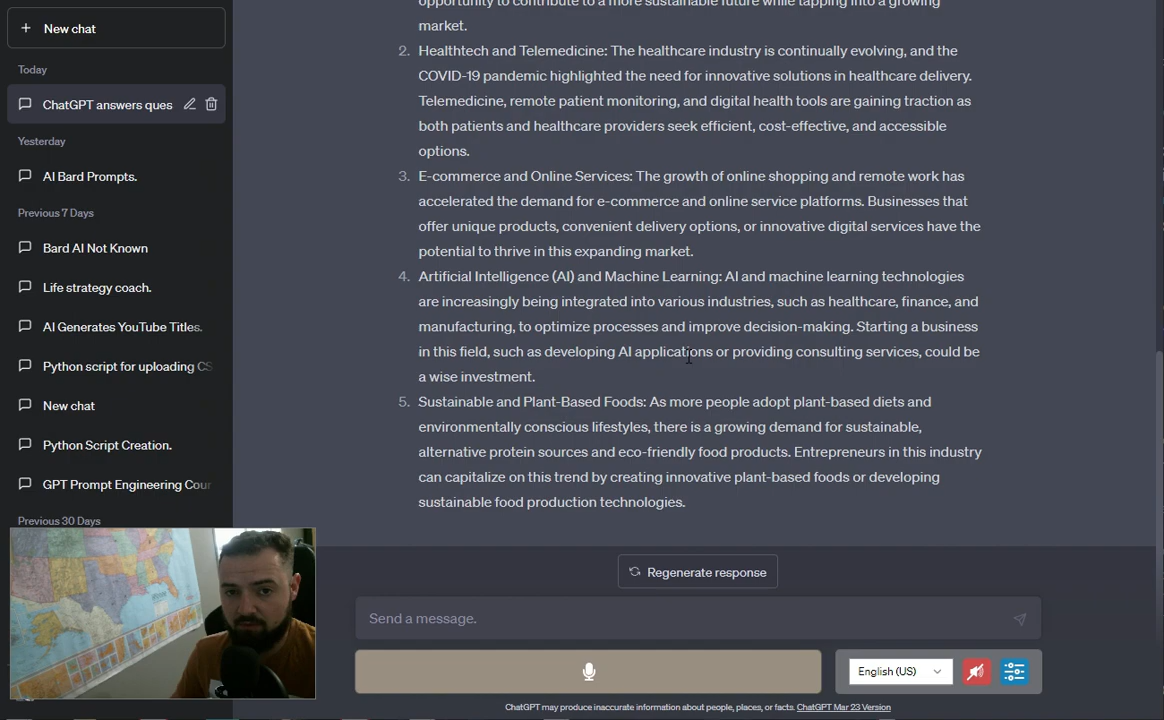 New chat
Today
ChatGPT answers ques
Yesterday
AI Bard Prompts.
Previous 7 Days
Bard AI Not Known
Life strategy coach.
AI Generates YouTube Titles.
Python script for uploading CS
New chat
Python Script Creation.
GPT Prompt Engineering Cour
Previous 30 Days
opportunity to contribute to a more sustainable future while tapping into a growing
market.
2. Healthtech and Telemedicine: The healthcare industry is continually evolving, and the
COVID-19 pandemic highlighted the need for innovative solutions in healthcare delivery.
Telemedicine, remote patient monitoring, and digital health tools are gaining traction as
both patients and healthcare providers seek efficient, cost-effective, and accessible
options.
3. E-commerce and Online Services: The growth of online shopping and remote work has
accelerated the demand for e-commerce and online service platforms. Businesses that
offer unique products, convenient delivery options, or innovative digital services have the
potential to thrive in this expanding market.
4. Artificial Intelligence (AI) and Machine Learning: AI and machine learning technologies
are increasingly being integrated into various industries, such as healthcare, finance, and
manufacturing, to optimize processes and improve decision-making. Starting a business
in this field, such as developing AI applications or providing consulting services, could be
a wise investment.
5. Sustainable and Plant-Based Foods: As more people adopt plant-based diets and
environmentally conscious lifestyles, there is a growing demand for sustainable,
alternative protein sources and eco-friendly food products. Entrepreneurs in this industry
can capitalize on this trend by creating innovative plant-based foods or developing
sustainable food production technologies.
Regenerate response
Send a message.
English (US)
ChatGPT may produce inaccurate information about people, places, or facts. ChatGPT Mar 23 Version